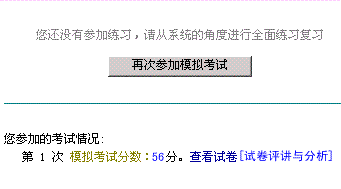 您还没有参加练习，请从系统的角度进行全面练习复习
再次参加模拟考试
您参加的考试情况:
第 1 次 模拟考试分数：56分。查看试卷[试卷评讲与分析]